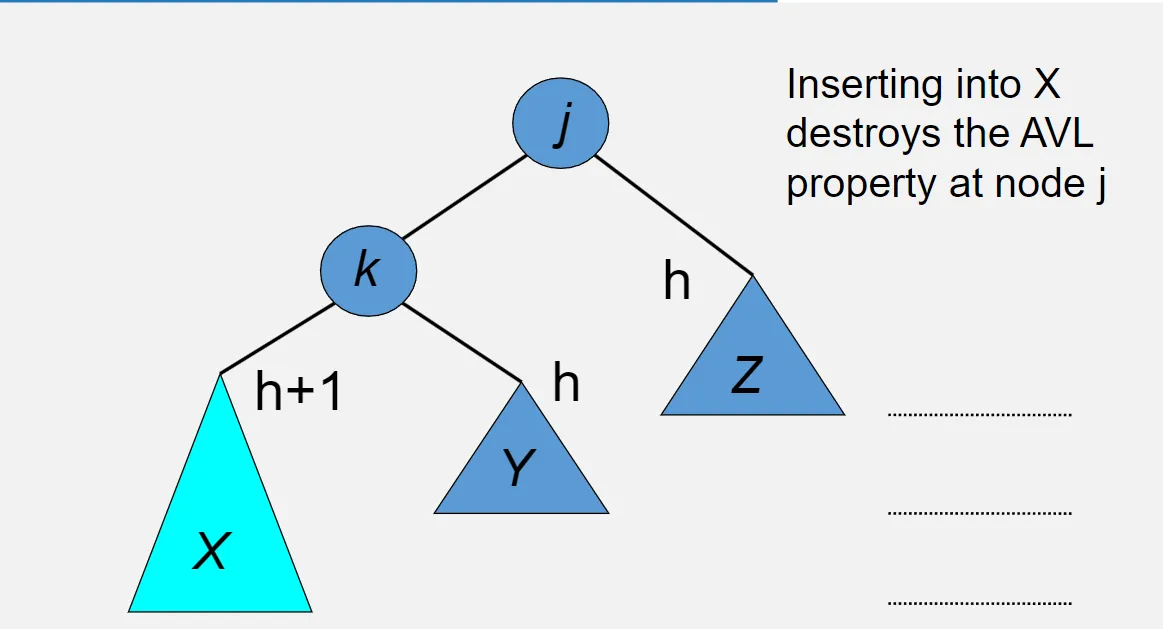 j
Inserting into X
destroys the AVL
property at node j
k
h
Z
h+1
h
Y
X